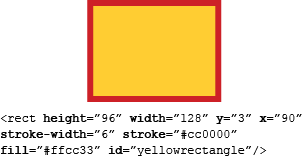 <rect height="96" width="128" y="3" x="90"
stroke-width="6" stroke="#cc0000"
fill="#ffcc33" id="yellowrectangle"/>